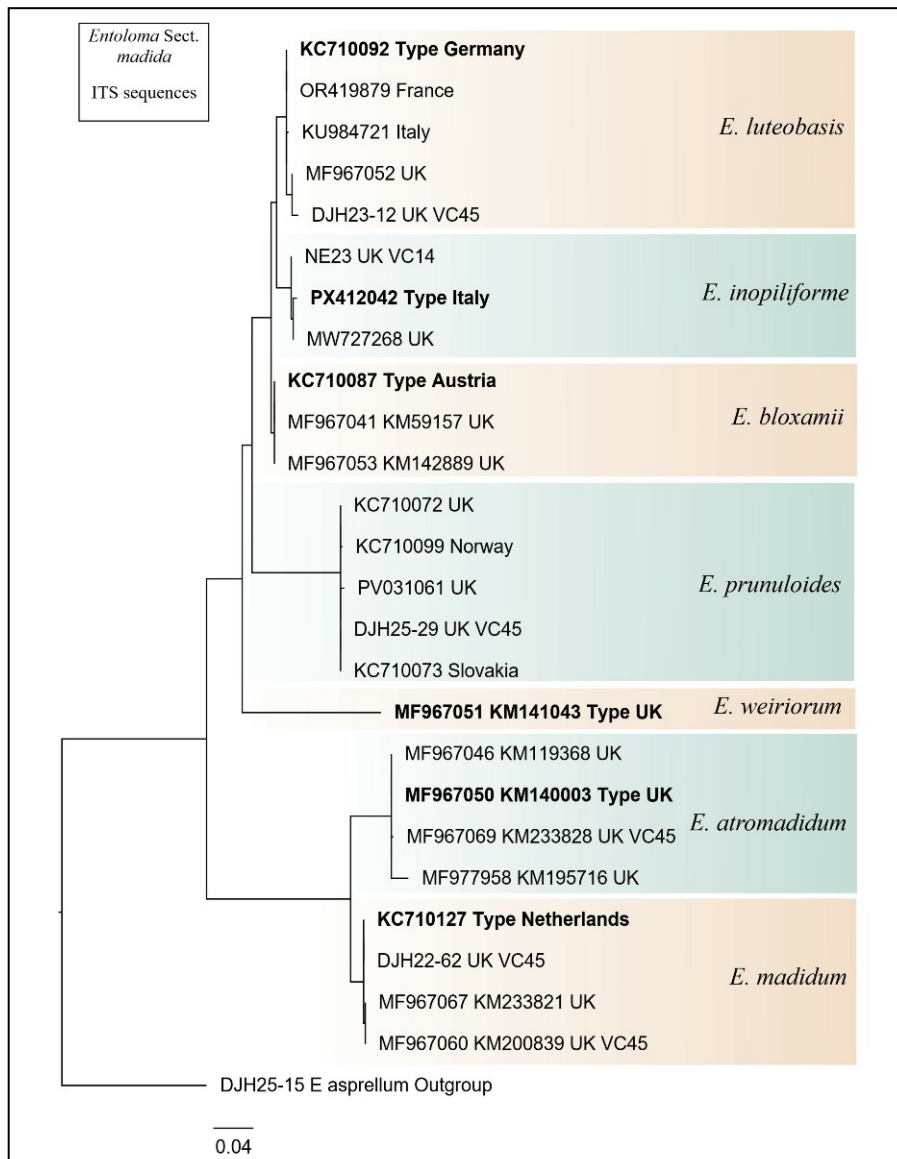 Entoloma Sect.
madida
ITS sequences
KC710092 Type Germany
OR419879 France
KU984721 Italy
E. luteobasis
MF967052 UK
DJH23-12 UK VC45
NE23 UK VC14
PX412042 Type Italy
E. inopiliforme
MW727268 UK
KC710087 Type Austria
MF967041 KM59157 UK
E. bloxamii
MF967053 KM142889 UK
KC710072 UK
KC710099 Norway
PV031061 UK
E. prunuloides
DJH25-29 UK VC45
KC710073 Slovakia
MF967051 KM141043 Type UK
E. weiriorum
MF967046 KM119368 UK
MF967050 KM140003 Type UK
E. atromadidum
MF967069 KM233828 UK VC45
MF977958 KM195716 UK
KC710127 Type Netherlands
DJH22-62 UK VC45
E. madidum
MF967067 KM233821 UK
MF967060 KM200839 UK VC45
DJH25-15 E asprellum Outgroup
0.04